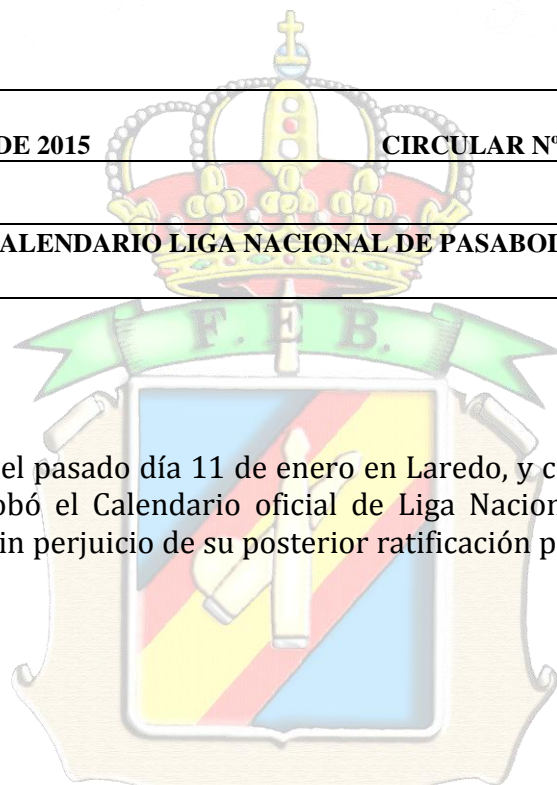 DE 2015 CIRCULAR Nº
CALENDARIO LIGA NACIONAL DE PASABOL
F. E. B.
el pasado día 11 de enero en Laredo, y c
obó el Calendario oficial de Liga Nacion
in perjuicio de su posterior ratificación p